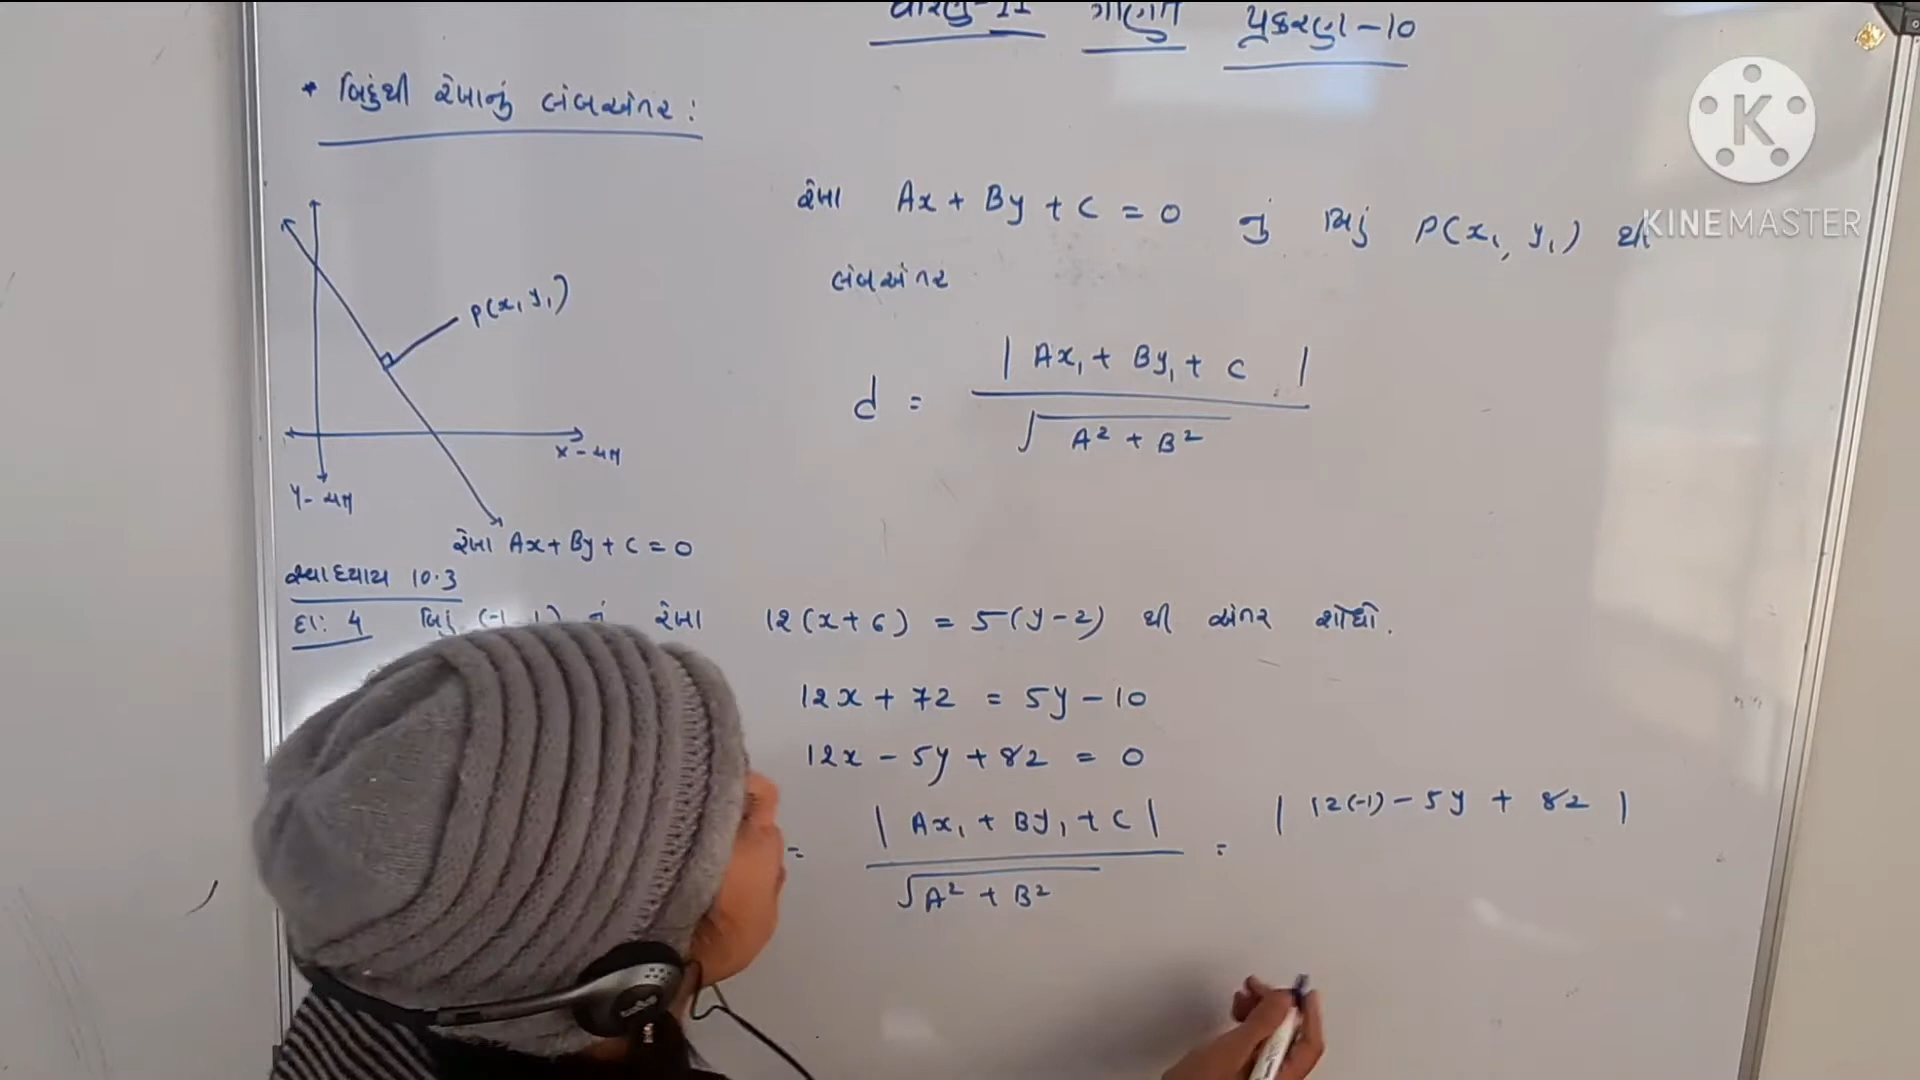 ધોરણ-11 ગણિત પ્રકરણ-10
* બિંદુથી રેખાનું લંબઅંતર :
K
KINEMASTER
રેખા Ax + By + C = 0 નું બિંદુ P(x₁, y₁) થી
લંબઅંતર
P(x₁ y₁)
d = | Ax₁ + By₁ + C | / √A² + B²
X-અક્ષ
Y-અક્ષ
રેખા Ax + By + C = 0
સ્વાધ્યાય 10.3
દા: 4 બિંદુ (-1, 1) નું રેખા 12(x+6) = 5(y-2) થી અંતર શોધો.
12x + 72 = 5y - 10
12x - 5y + 82 = 0
= | Ax₁ + By₁ + C | / √A² + B² = | 12(-1) - 5y + 82 |